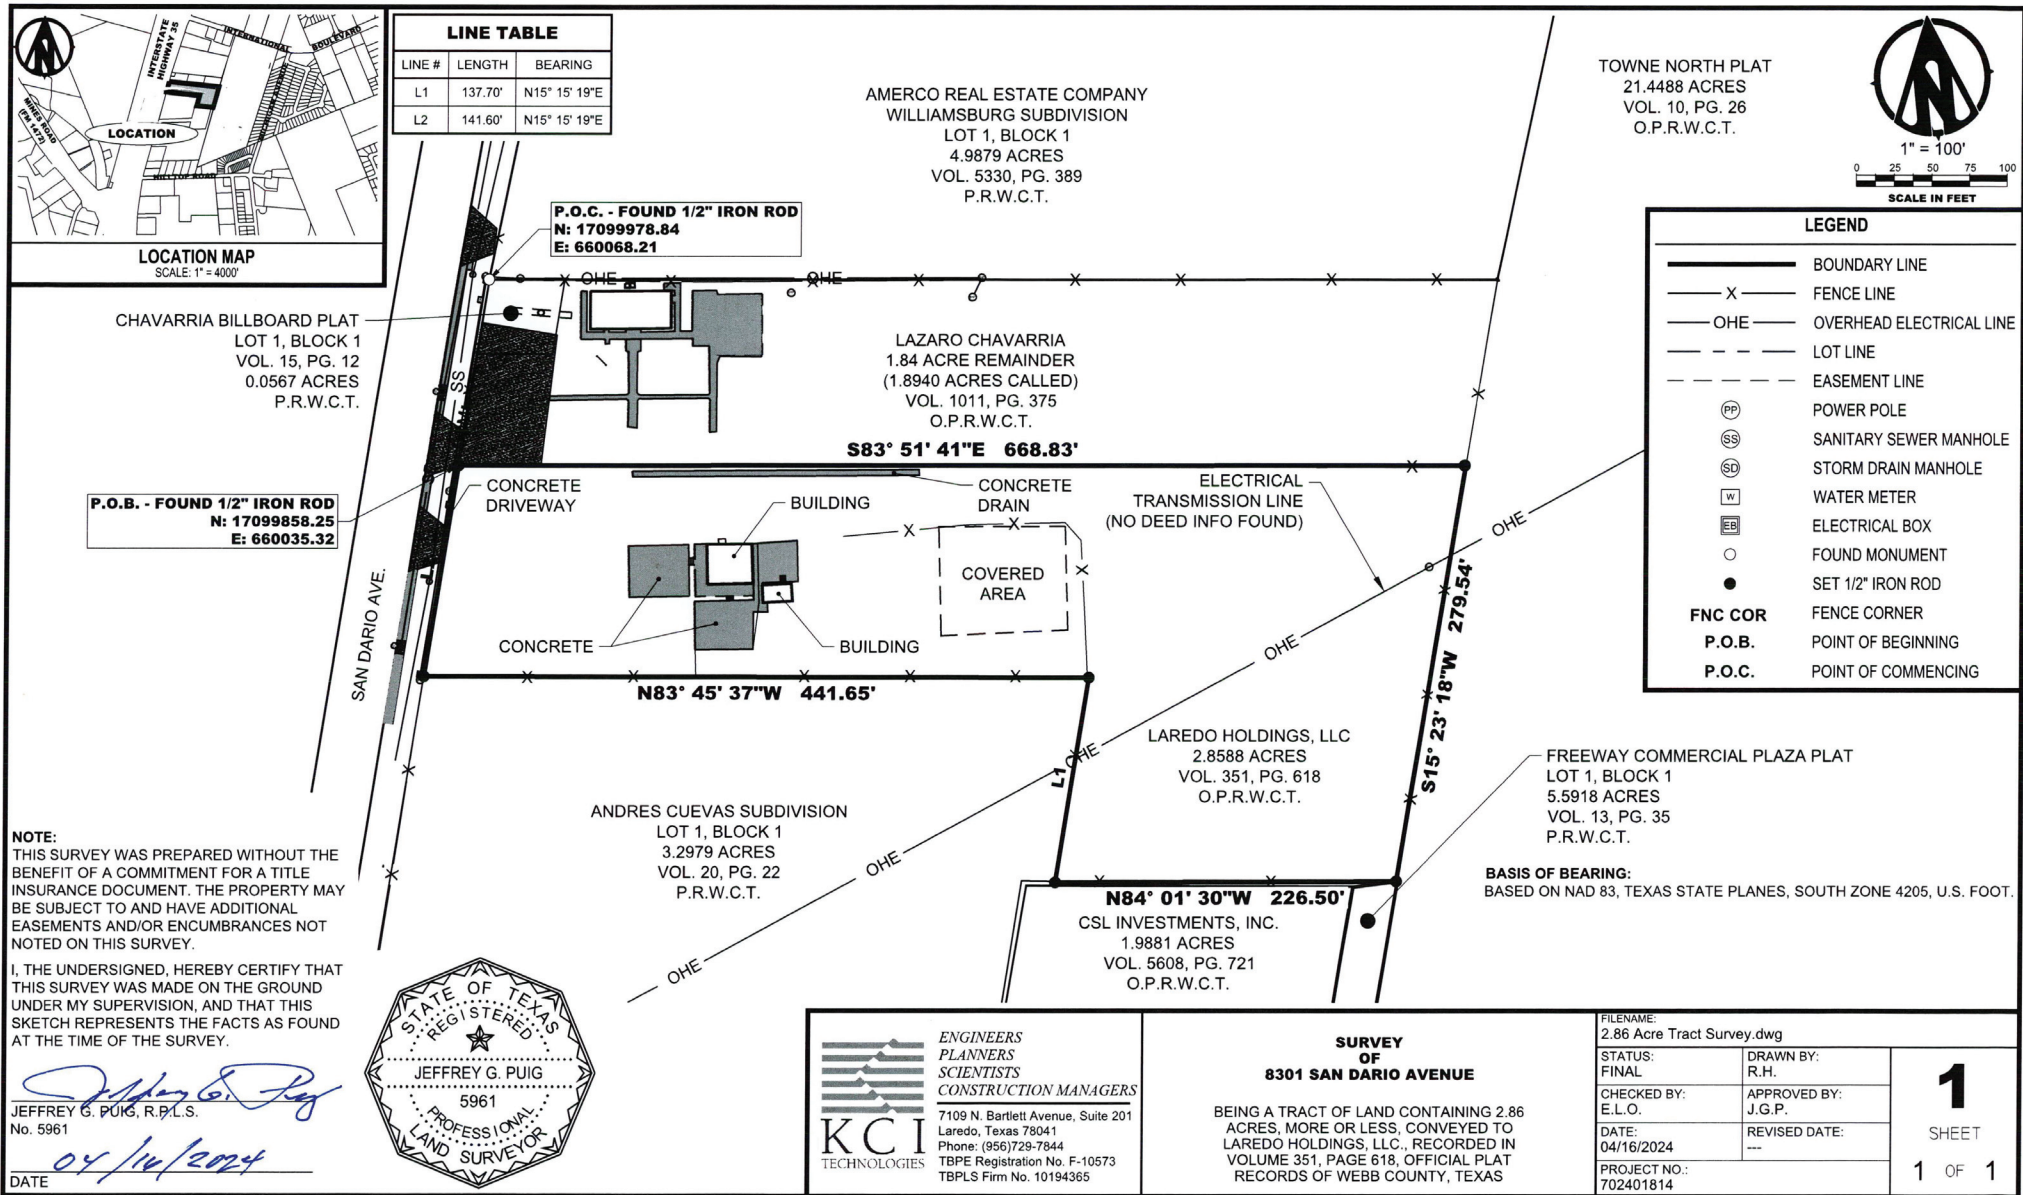 INTERSTATE
HIGHWAY 35
INTERNATIONAL
BOULEVARD
MINES ROAD
(FM 1472)
LOCATION
HILLTOP ROAD
LOCATION MAP
SCALE: 1" = 4000'
LINE TABLE
LINE # LENGTH BEARING
L1 137.70' N15° 15' 19"E
L2 141.60' N15° 15' 19"E
AMERCO REAL ESTATE COMPANY
WILLIAMSBURG SUBDIVISION
LOT 1, BLOCK 1
4.9879 ACRES
VOL. 5330, PG. 389
P.R.W.C.T.
TOWNE NORTH PLAT
21.4488 ACRES
VOL. 10, PG. 26
O.P.R.W.C.T.
N
1" = 100'
0 25 50 75 100
SCALE IN FEET
P.O.C. - FOUND 1/2" IRON ROD
N: 17099978.84
E: 660068.21
OHE
OHE
CHAVARRIA BILLBOARD PLAT
LOT 1, BLOCK 1
VOL. 15, PG. 12
0.0567 ACRES
P.R.W.C.T.
SS
LAZARO CHAVARRIA
1.84 ACRE REMAINDER
(1.8940 ACRES CALLED)
VOL. 1011, PG. 375
O.P.R.W.C.T.
S83° 51' 41"E 668.83'
LEGEND
BOUNDARY LINE
X FENCE LINE
OHE OVERHEAD ELECTRICAL LINE
LOT LINE
EASEMENT LINE
PP POWER POLE
SS SANITARY SEWER MANHOLE
SD STORM DRAIN MANHOLE
W WATER METER
EB ELECTRICAL BOX
FOUND MONUMENT
SET 1/2" IRON ROD
FNC COR FENCE CORNER
P.O.B. POINT OF BEGINNING
P.O.C. POINT OF COMMENCING
P.O.B. - FOUND 1/2" IRON ROD
N: 17099858.25
E: 660035.32
CONCRETE
DRIVEWAY
BUILDING
CONCRETE
DRAIN
ELECTRICAL
TRANSMISSION LINE
(NO DEED INFO FOUND)
OHE
COVERED
AREA
SAN DARIO AVE.
CONCRETE
BUILDING
OHE
S15° 23' 18"W 279.54'
N83° 45' 37"W 441.65'
L1
OHE
LAREDO HOLDINGS, LLC
2.8588 ACRES
VOL. 351, PG. 618
O.P.R.W.C.T.
FREEWAY COMMERCIAL PLAZA PLAT
LOT 1, BLOCK 1
5.5918 ACRES
VOL. 13, PG. 35
P.R.W.C.T.
ANDRES CUEVAS SUBDIVISION
LOT 1, BLOCK 1
3.2979 ACRES
VOL. 20, PG. 22
P.R.W.C.T.
OHE
OHE
BASIS OF BEARING:
BASED ON NAD 83, TEXAS STATE PLANES, SOUTH ZONE 4205, U.S. FOOT.
N84° 01' 30"W 226.50'
CSL INVESTMENTS, INC.
1.9881 ACRES
VOL. 5608, PG. 721
O.P.R.W.C.T.
NOTE:
THIS SURVEY WAS PREPARED WITHOUT THE
BENEFIT OF A COMMITMENT FOR A TITLE
INSURANCE DOCUMENT. THE PROPERTY MAY
BE SUBJECT TO AND HAVE ADDITIONAL
EASEMENTS AND/OR ENCUMBRANCES NOT
NOTED ON THIS SURVEY.
I, THE UNDERSIGNED, HEREBY CERTIFY THAT
THIS SURVEY WAS MADE ON THE GROUND
UNDER MY SUPERVISION, AND THAT THIS
SKETCH REPRESENTS THE FACTS AS FOUND
AT THE TIME OF THE SURVEY.
Jeffrey G. Puig
JEFFREY G. PUIG, R.P.L.S.
No. 5961
04/16/2024
DATE
STATE OF TEXAS
REGISTERED
JEFFREY G. PUIG
5961
PROFESSIONAL
LAND SURVEYOR
ENGINEERS
PLANNERS
SCIENTISTS
CONSTRUCTION MANAGERS
KCI
TECHNOLOGIES
7109 N. Bartlett Avenue, Suite 201
Laredo, Texas 78041
Phone: (956)729-7844
TBPE Registration No. F-10573
TBPLS Firm No. 10194365
SURVEY
OF
8301 SAN DARIO AVENUE
BEING A TRACT OF LAND CONTAINING 2.86
ACRES, MORE OR LESS, CONVEYED TO
LAREDO HOLDINGS, LLC., RECORDED IN
VOLUME 351, PAGE 618, OFFICIAL PLAT
RECORDS OF WEBB COUNTY, TEXAS
FILENAME:
2.86 Acre Tract Survey.dwg
STATUS:
FINAL
DRAWN BY:
R.H.
CHECKED BY:
E.L.O.
APPROVED BY:
J.G.P.
DATE:
04/16/2024
REVISED DATE:
---
PROJECT NO.:
702401814
1
SHEET
1 OF 1